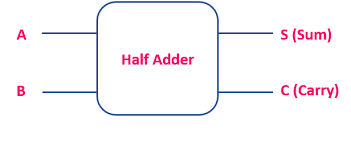 A
S (Sum)
Half Adder
B
C (Carry)